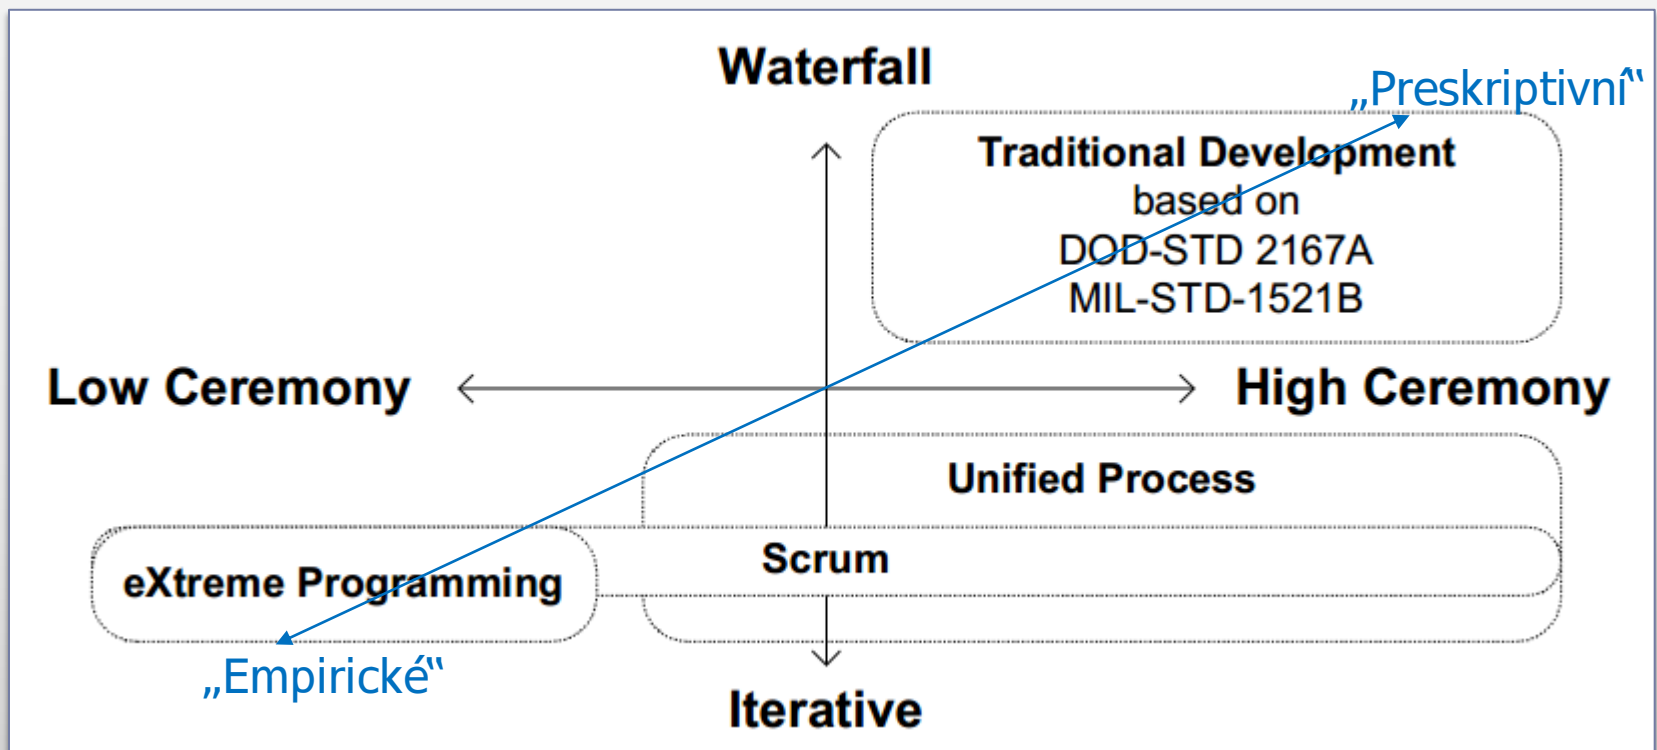 Waterfall
„Preskriptivní“
Traditional Development
based on
DOD-STD 2167A
MIL-STD-1521B
Low Ceremony
High Ceremony
Unified Process
Scrum
eXtreme Programming
„Empirické“
Iterative